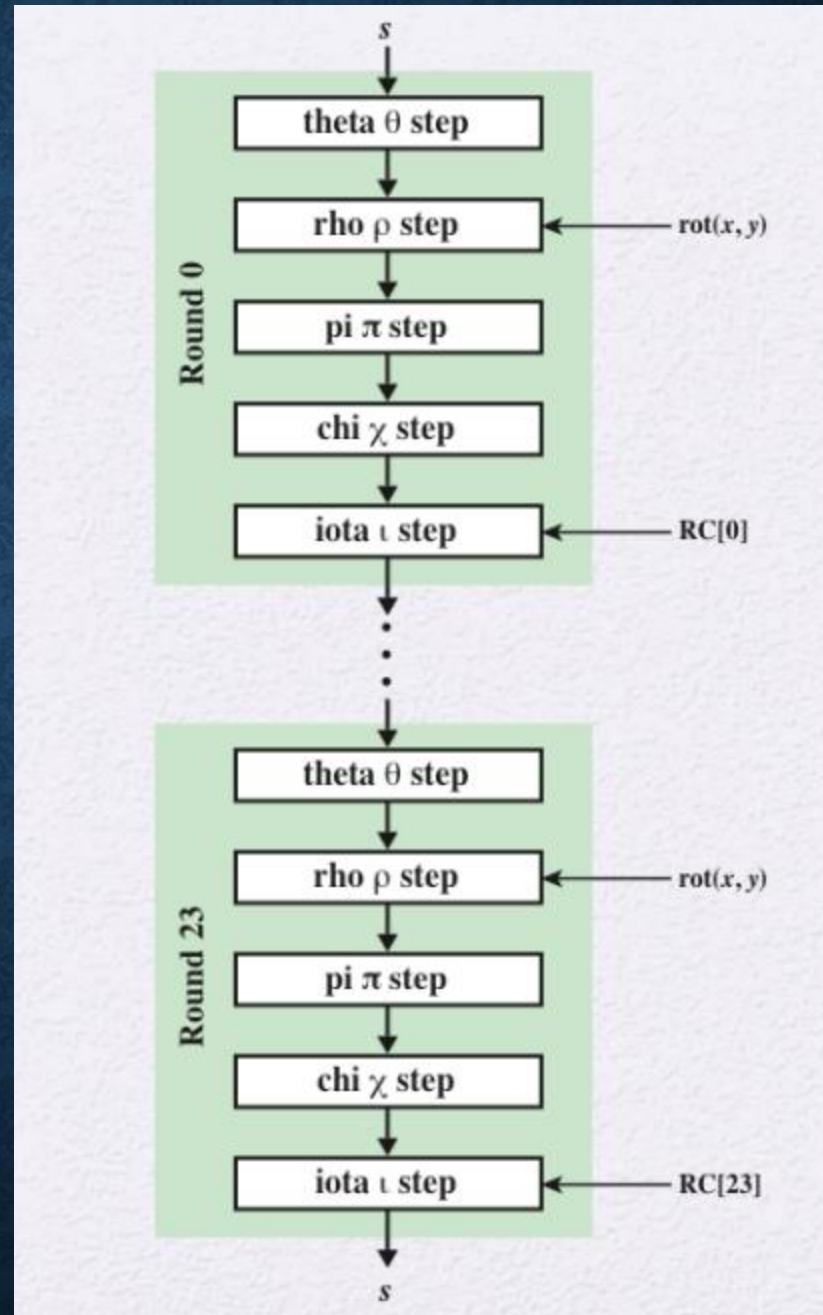 s
theta θ step
rho ρ step
rot(x, y)
Round 0
pi π step
chi χ step
iota ι step
RC[0]
theta θ step
rho ρ step
rot(x, y)
Round 23
pi π step
chi χ step
iota ι step
RC[23]
s